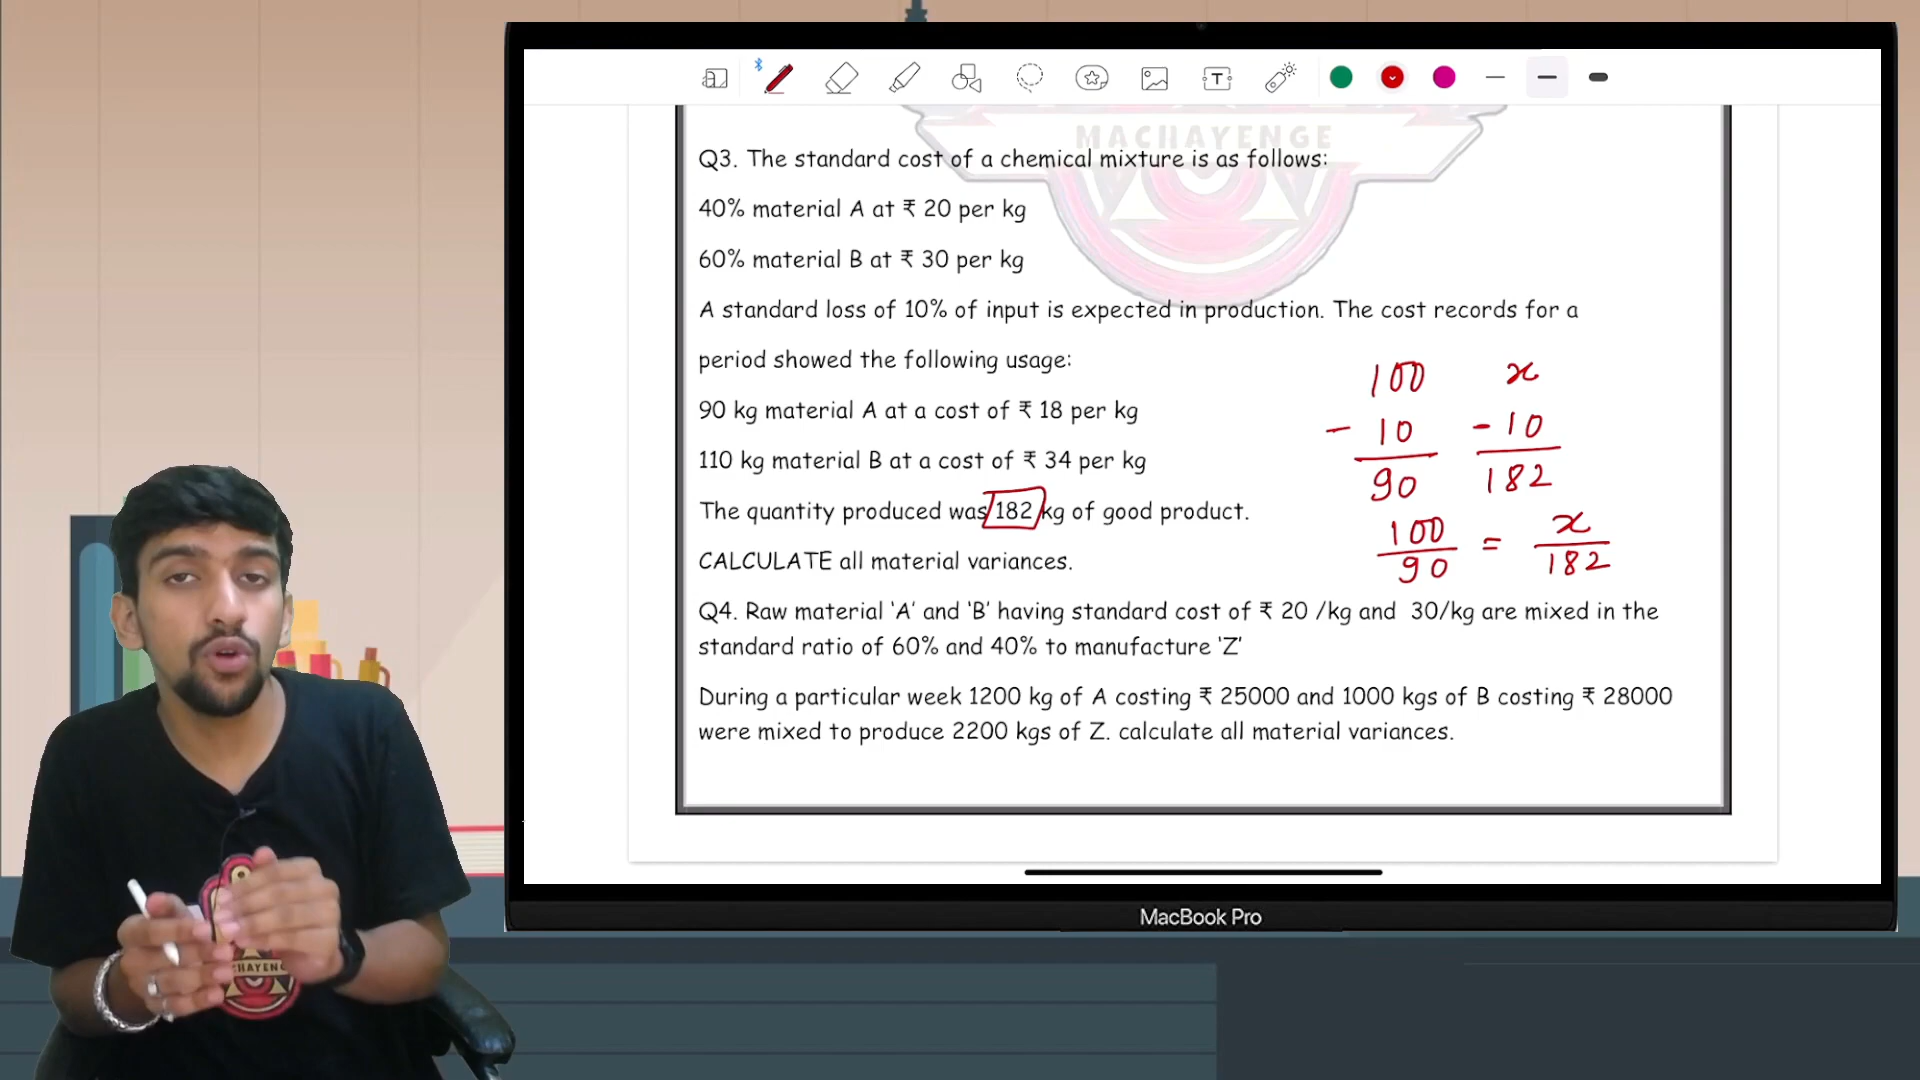 MACHAYENGE
Q3. The standard cost of a chemical mixture is as follows:
40% material A at ₹ 20 per kg
60% material B at ₹ 30 per kg
A standard loss of 10% of input is expected in production. The cost records for a
period showed the following usage:
90 kg material A at a cost of ₹ 18 per kg
110 kg material B at a cost of ₹ 34 per kg
The quantity produced was 182 kg of good product.
CALCULATE all material variances.
100 x
- 10 - 10
90 182
100/90 = x/182
Q4. Raw material ‘A’ and ‘B’ having standard cost of ₹ 20 /kg and 30/kg are mixed in the
standard ratio of 60% and 40% to manufacture ‘Z’
During a particular week 1200 kg of A costing ₹ 25000 and 1000 kgs of B costing ₹ 28000
were mixed to produce 2200 kgs of Z. calculate all material variances.
MacBook Pro